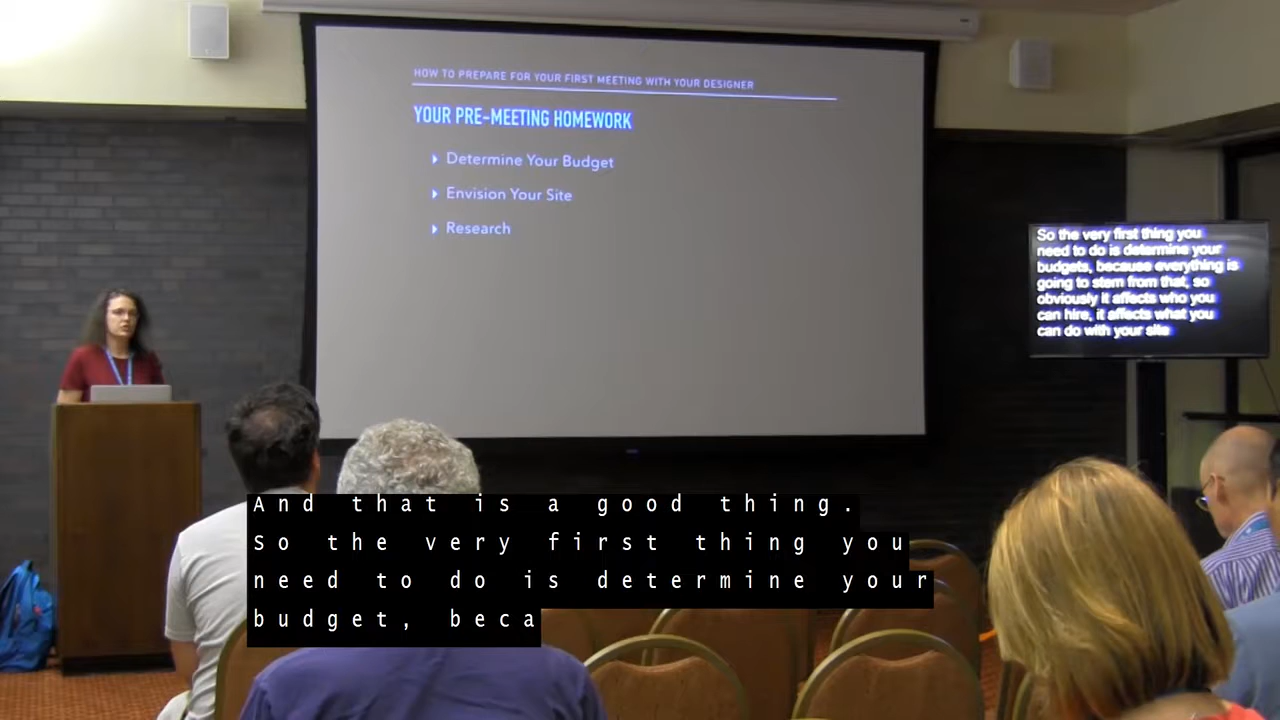 HOW TO PREPARE FOR YOUR FIRST MEETING WITH YOUR DESIGNER
YOUR PRE-MEETING HOMEWORK
Determine Your Budget
Envision Your Site
Research
So the very first thing you
need to do is determine your
budgets, because everything is
going to stem from that, so
obviously it affects who you
can hire, it affects what you
can do with your site
And that is a good thing.
So the very first thing you
need to do is determine your
budget, beca